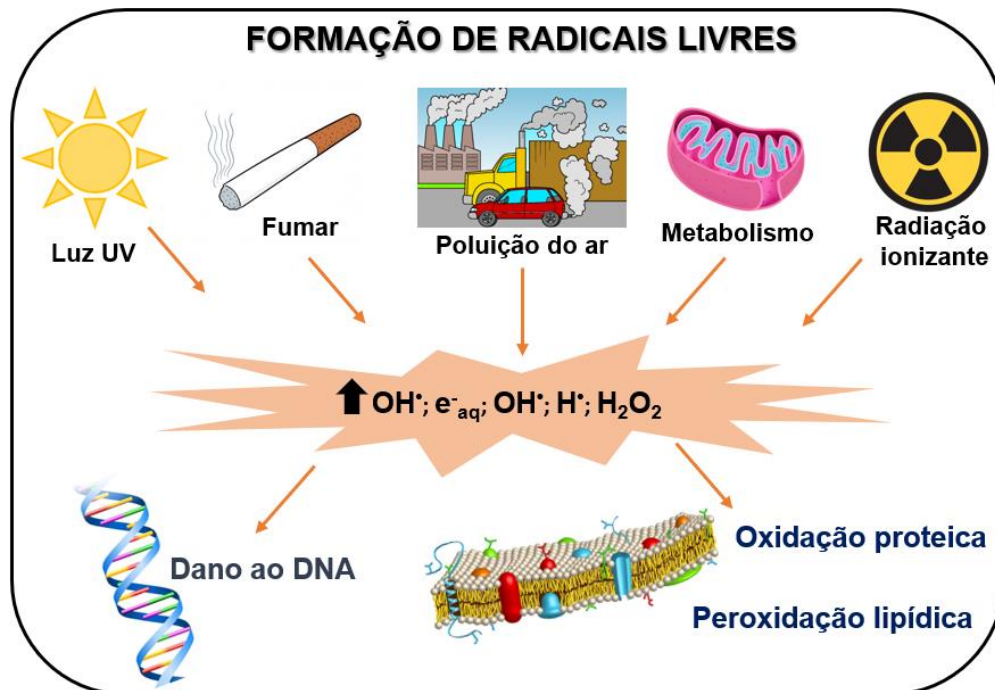 FORMAÇÃO DE RADICAIS LIVRES
Luz UV
Fumar
Poluição do ar
Metabolismo
Radiação
ionizante
OH•; e⁻aq; OH•; H•; H₂O₂
Dano ao DNA
Oxidação proteica
Peroxidação lipídica